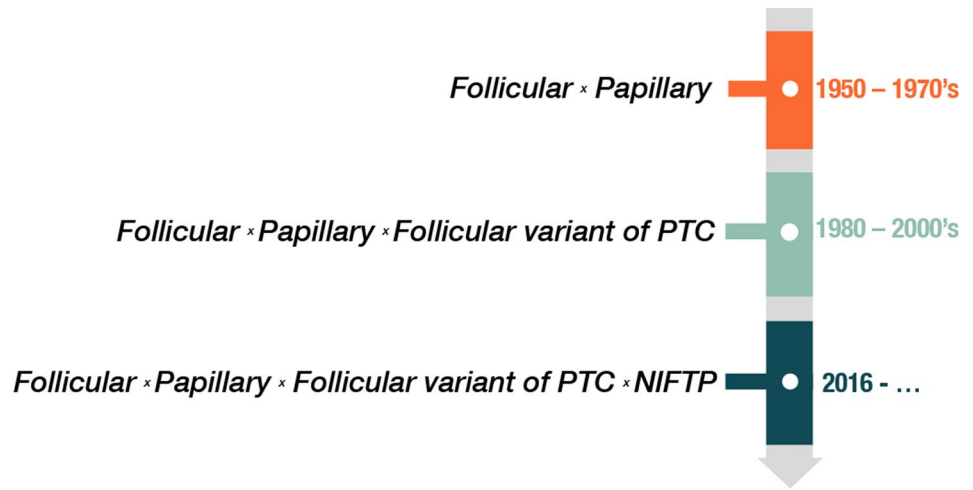 Follicular x Papillary 1950 – 1970's
Follicular x Papillary x Follicular variant of PTC 1980 – 2000's
Follicular x Papillary x Follicular variant of PTC x NIFTP 2016 - ...